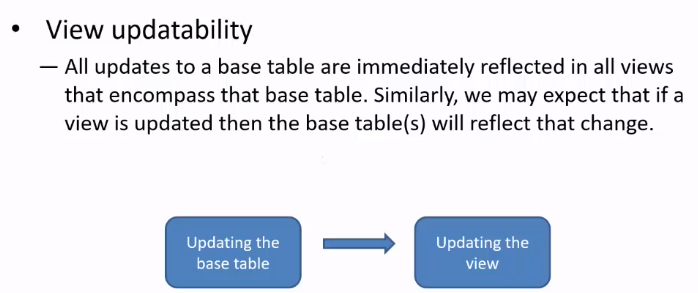 • View updatability
— All updates to a base table are immediately reflected in all views
that encompass that base table. Similarly, we may expect that if a
view is updated then the base table(s) will reflect that change.
Updating the
base table
Updating the
view